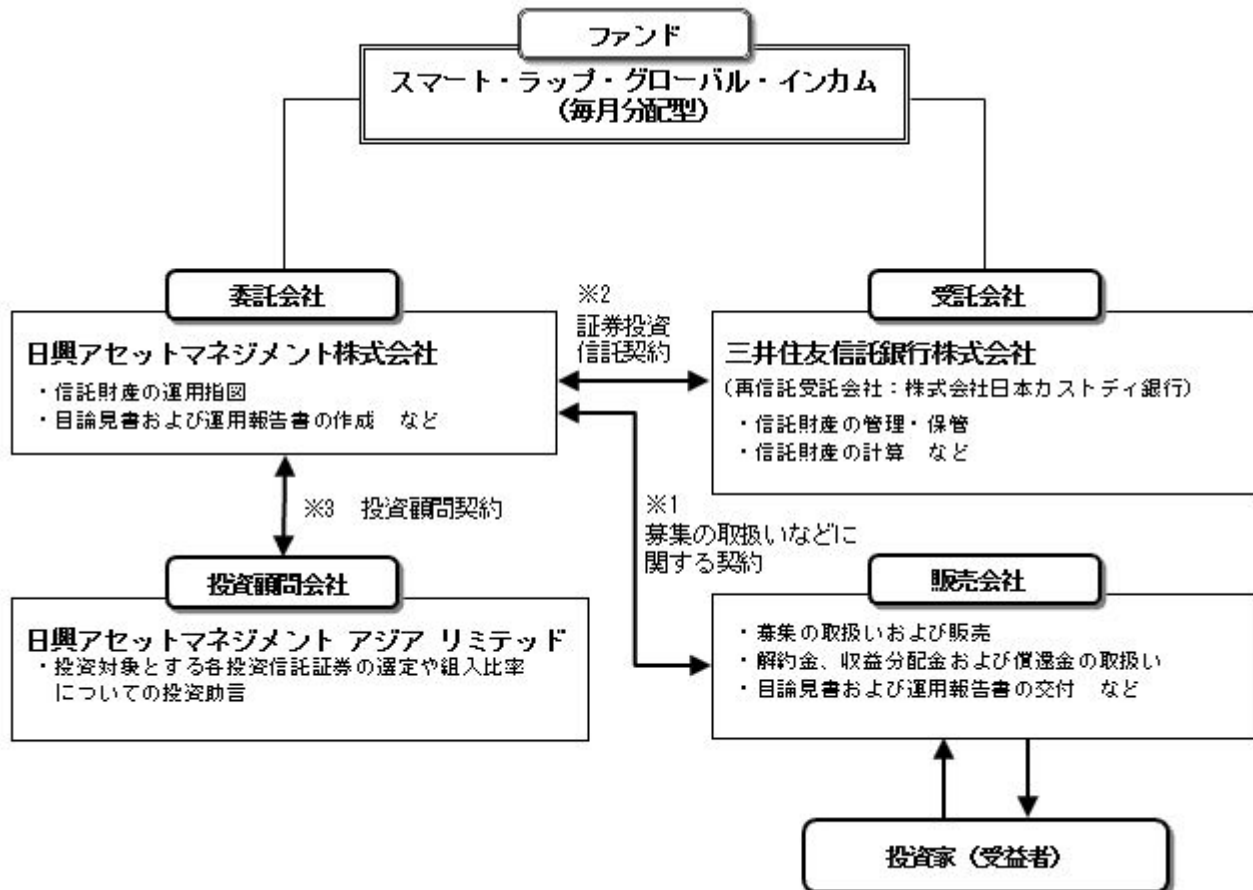 ファンド
スマート・ラップ・グローバル・インカム
(毎月分配型)
委託会社
日興アセットマネジメント株式会社
・信託財産の運用指図
・目論見書および運用報告書の作成　など
※2
証券投資
信託契約
受託会社
三井住友信託銀行株式会社
(再信託受託会社：株式会社日本カストディ銀行)
・信託財産の管理・保管
・信託財産の計算　など
※3　投資顧問契約
※1
募集の取扱いなどに
関する契約
投資顧問会社
日興アセットマネジメント アジア リミテッド
・投資対象とする各投資信託証券の選定や組入比率
についての投資助言
販売会社
・募集の取扱いおよび販売
・解約金、収益分配金および償還金の取扱い
・目論見書および運用報告書の交付　など
投資家（受益者）